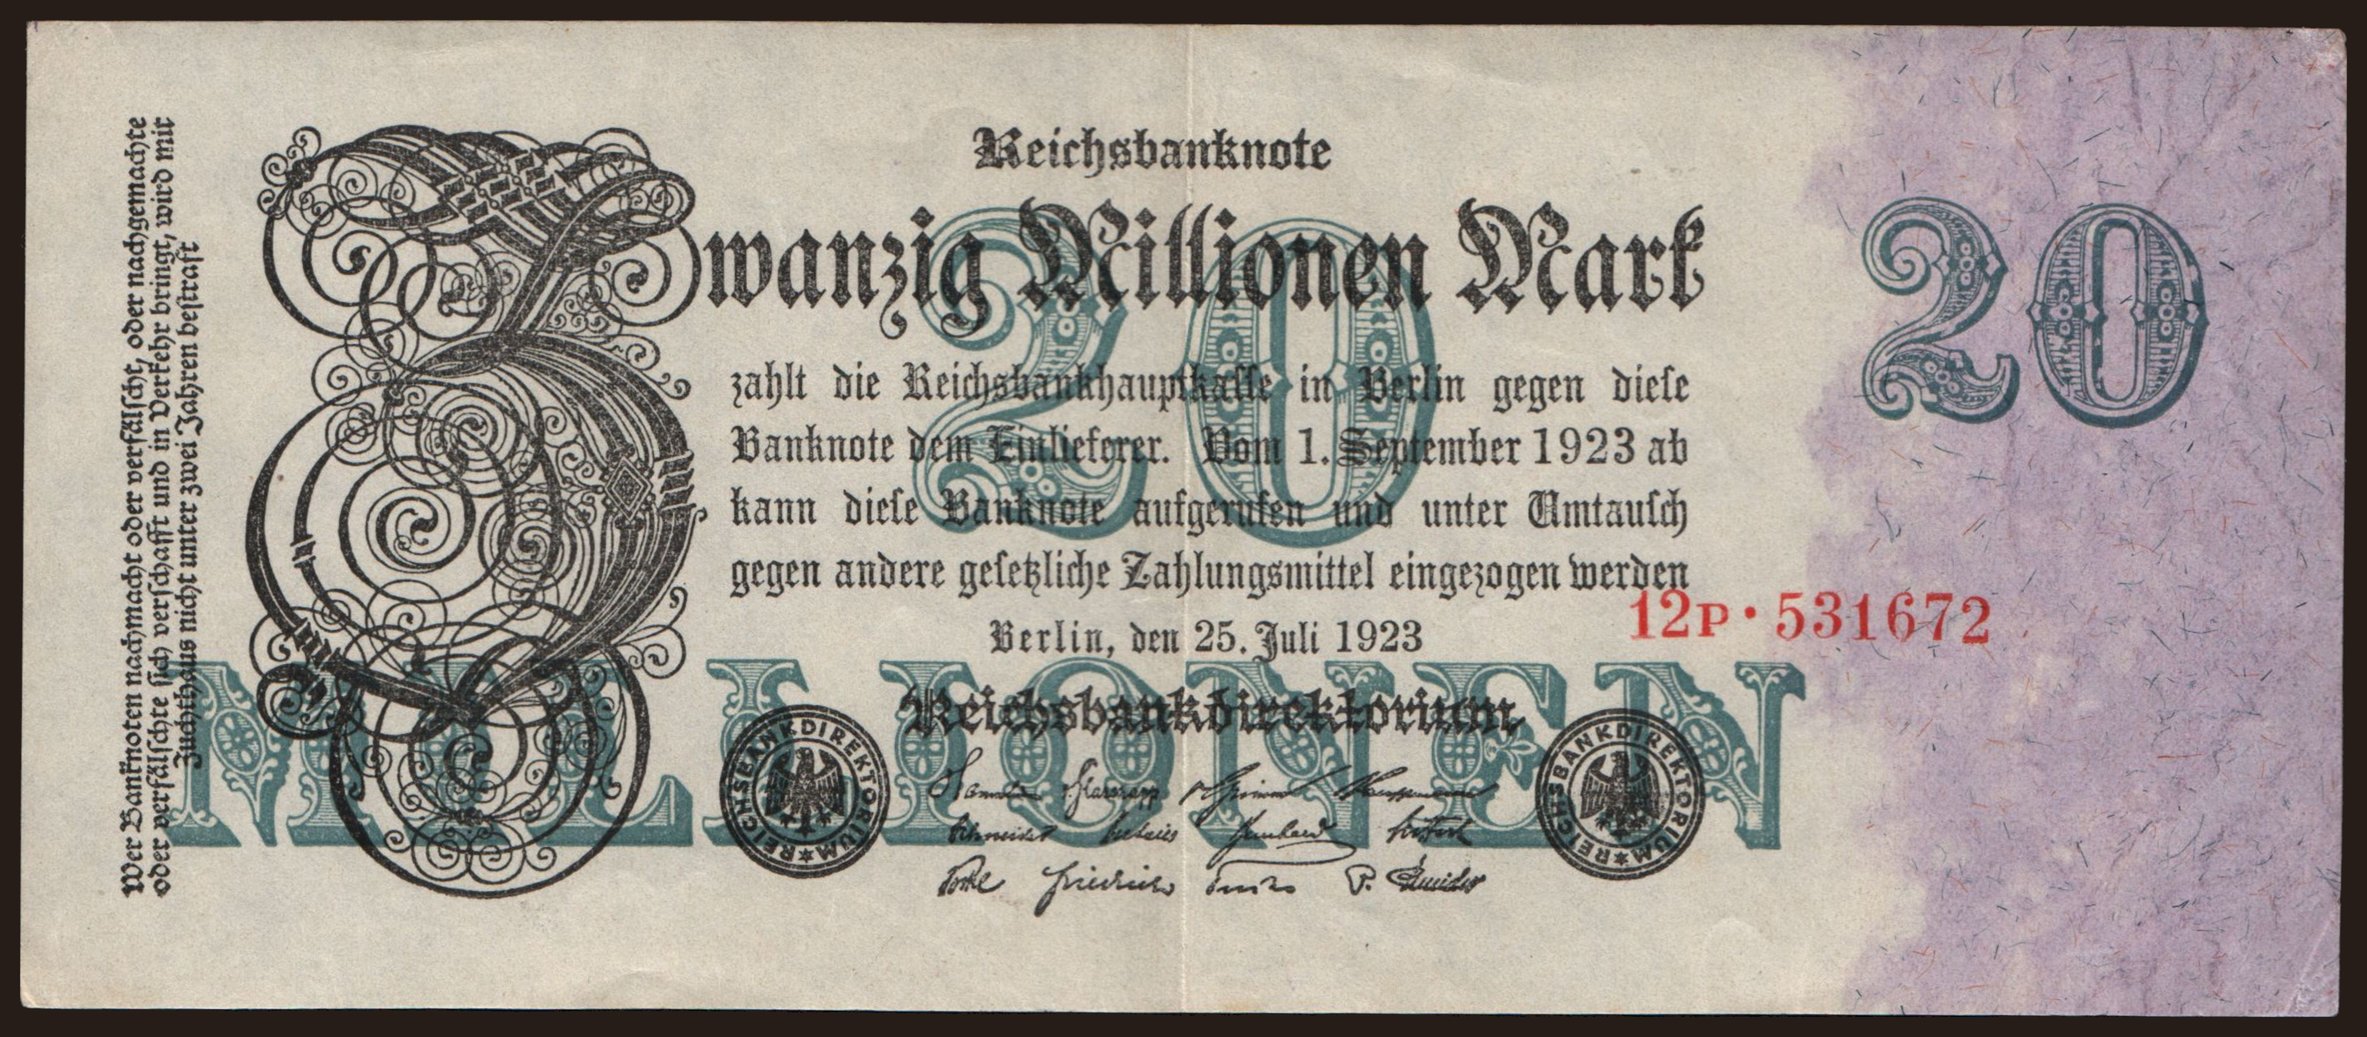 Reichsbanknote
Zwanzig Millionen Mark
20
20
zahlt die Reichsbankhauptkasse in Berlin gegen diese
Banknote dem Einlieferer. Vom 1. September 1923 ab
kann diese Banknote aufgerufen und unter Umtausch
gegen andere gesetzliche Zahlungsmittel eingezogen werden
12P·531672
Berlin, den 25. Juli 1923
MILLIONEN
Reichsbankdirektorium
REICHSBANKDIREKTORIUM
REICHSBANKDIREKTORIUM
Wer Banknoten nachmacht oder verfälscht, oder nachgemachte
oder verfälschte sich verschafft und in Verkehr bringt, wird mit
Zuchthaus nicht unter zwei Jahren bestraft